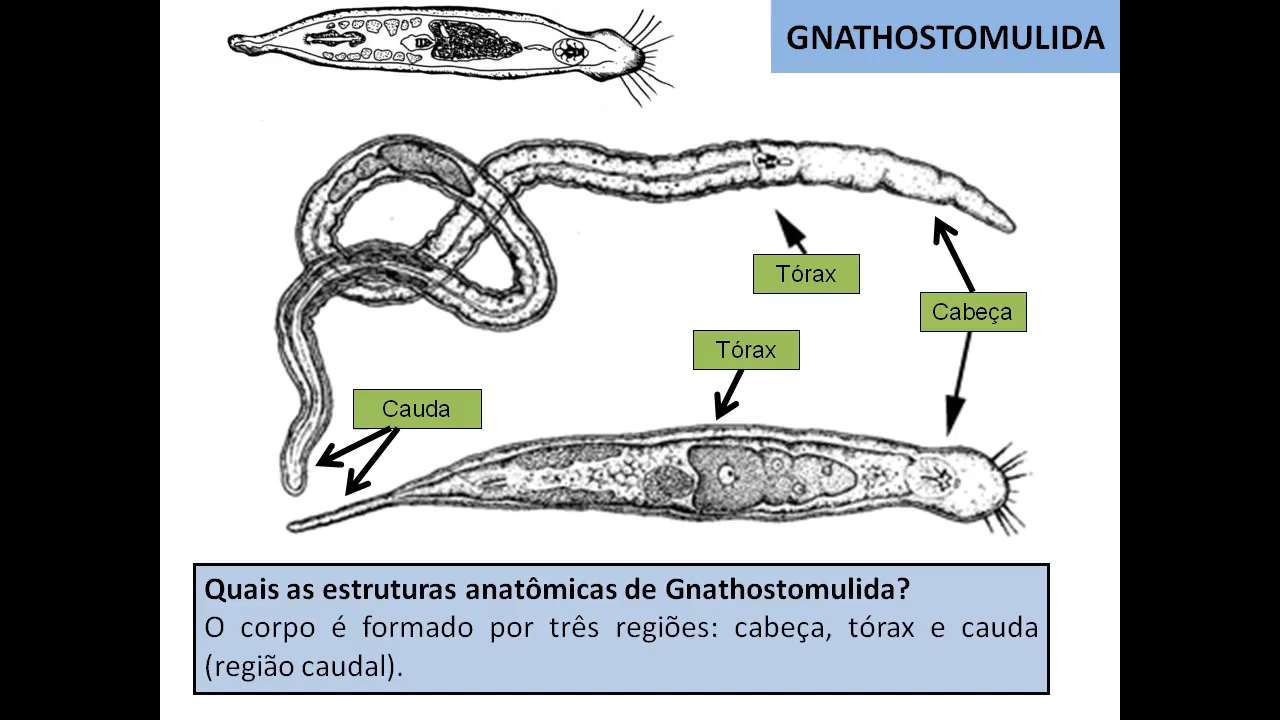 GNATHOSTOMULIDA
Tórax
Cabeça
Tórax
Cauda
Quais as estruturas anatômicas de Gnathostomulida?
O corpo é formado por três regiões: cabeça, tórax e cauda
(região caudal).